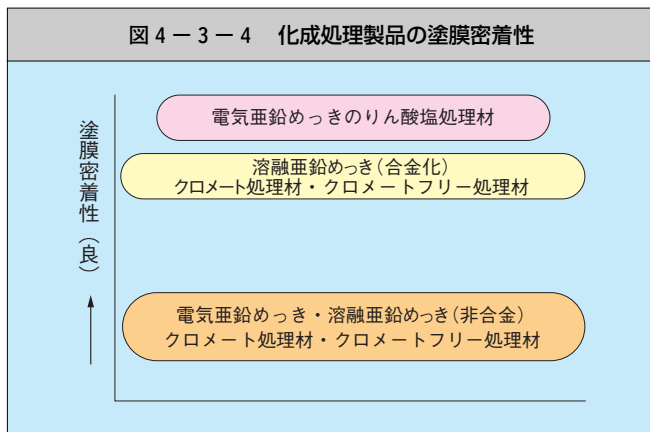 図4－3－4 化成処理製品の塗膜密着性
塗膜密着性（良）
電気亜鉛めっきのりん酸塩処理材
溶融亜鉛めっき（合金化）
クロメート処理材・クロメートフリー処理材
電気亜鉛めっき・溶融亜鉛めっき（非合金）
クロメート処理材・クロメートフリー処理材